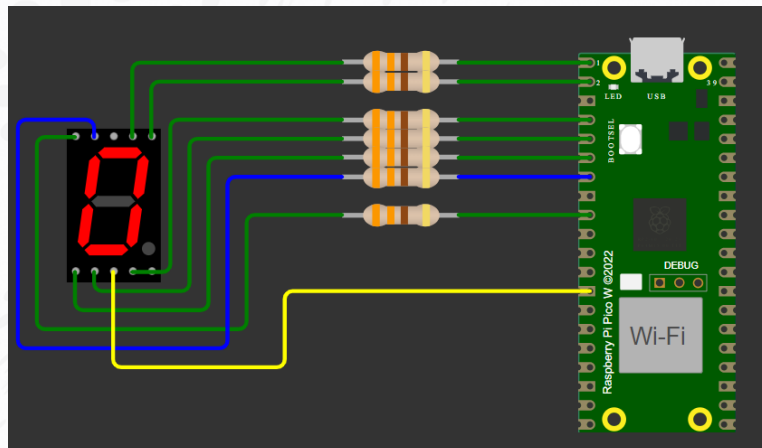 1
2
39
LED
USB
BOOTSEL
DEBUG
Raspberry Pi Pico W ©2022
Wi-Fi